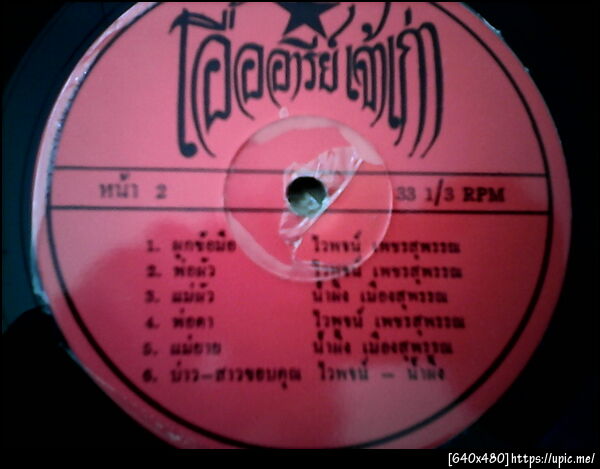 เอื้ออารีย์เจ้าเก่า
หน้า 2 33 1/3 RPM
1. ผูกข้อมือ ไวพจน์ เพชรสุพรรณ
2. พ่อผัว ไวพจน์ เพชรสุพรรณ
3. แม่ผัว น้ำผึ้ง เมืองสุพรรณ
4. พ่อตา ไวพจน์ เพชรสุพรรณ
5. แม่ยาย น้ำผึ้ง เมืองสุพรรณ
6. บ่าว-สาวขอบคุณ ไวพจน์ - น้ำผึ้ง
[640x480]https://upic.me/